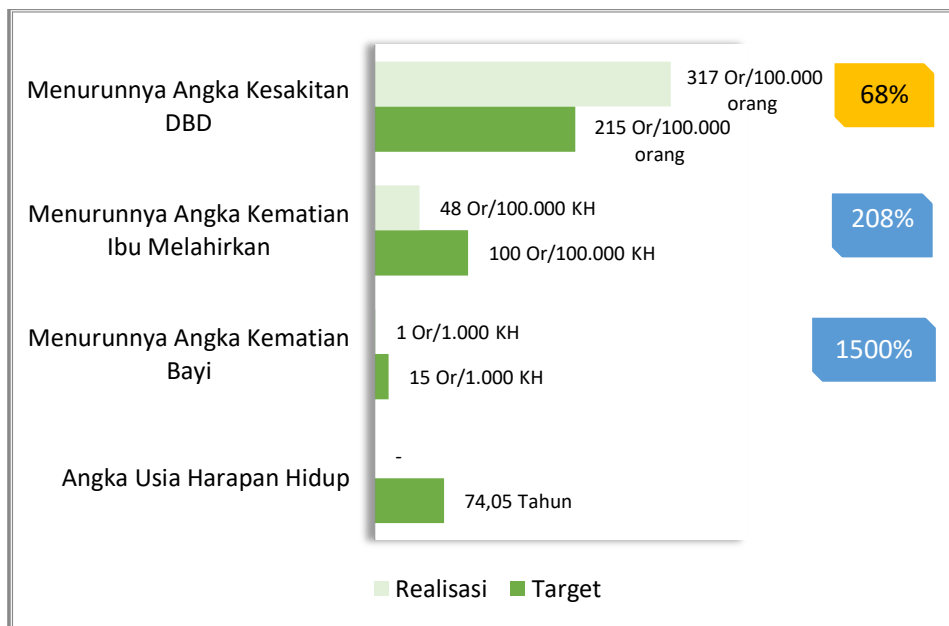 Menurunnya Angka Kesakitan
DBD
317 Or/100.000
orang
215 Or/100.000
orang
68%
Menurunnya Angka Kematian
Ibu Melahirkan
48 Or/100.000 KH
100 Or/100.000 KH
208%
Menurunnya Angka Kematian
Bayi
1 Or/1.000 KH
15 Or/1.000 KH
1500%
Angka Usia Harapan Hidup
-
74,05 Tahun
Realisasi Target